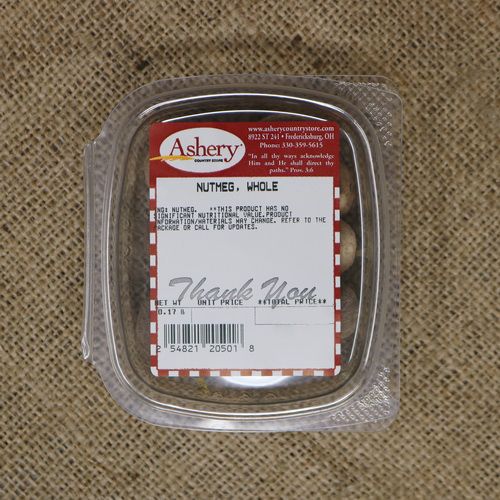 Ashery
COUNTRY STORE
www.asherycountrystore.com
8922 ST 241 • Fredericksburg, OH
Phone: 330-359-5615
"In all thy ways acknowledge
Him and He shall direct thy
paths." Prov. 3:6
NUTMEG, WHOLE
ING: NUTMEG. **THIS PRODUCT HAS NO
SIGNIFICANT NUTRITIONAL VALUE.PRODUCT
INFORMATION/MATERIALS MAY CHANGE. REFER TO THE
PACKAGE OR CALL FOR UPDATES.
Thank You
NET WT UNIT PRICE **TOTAL PRICE**
0.17 B
2 54821 20501 8